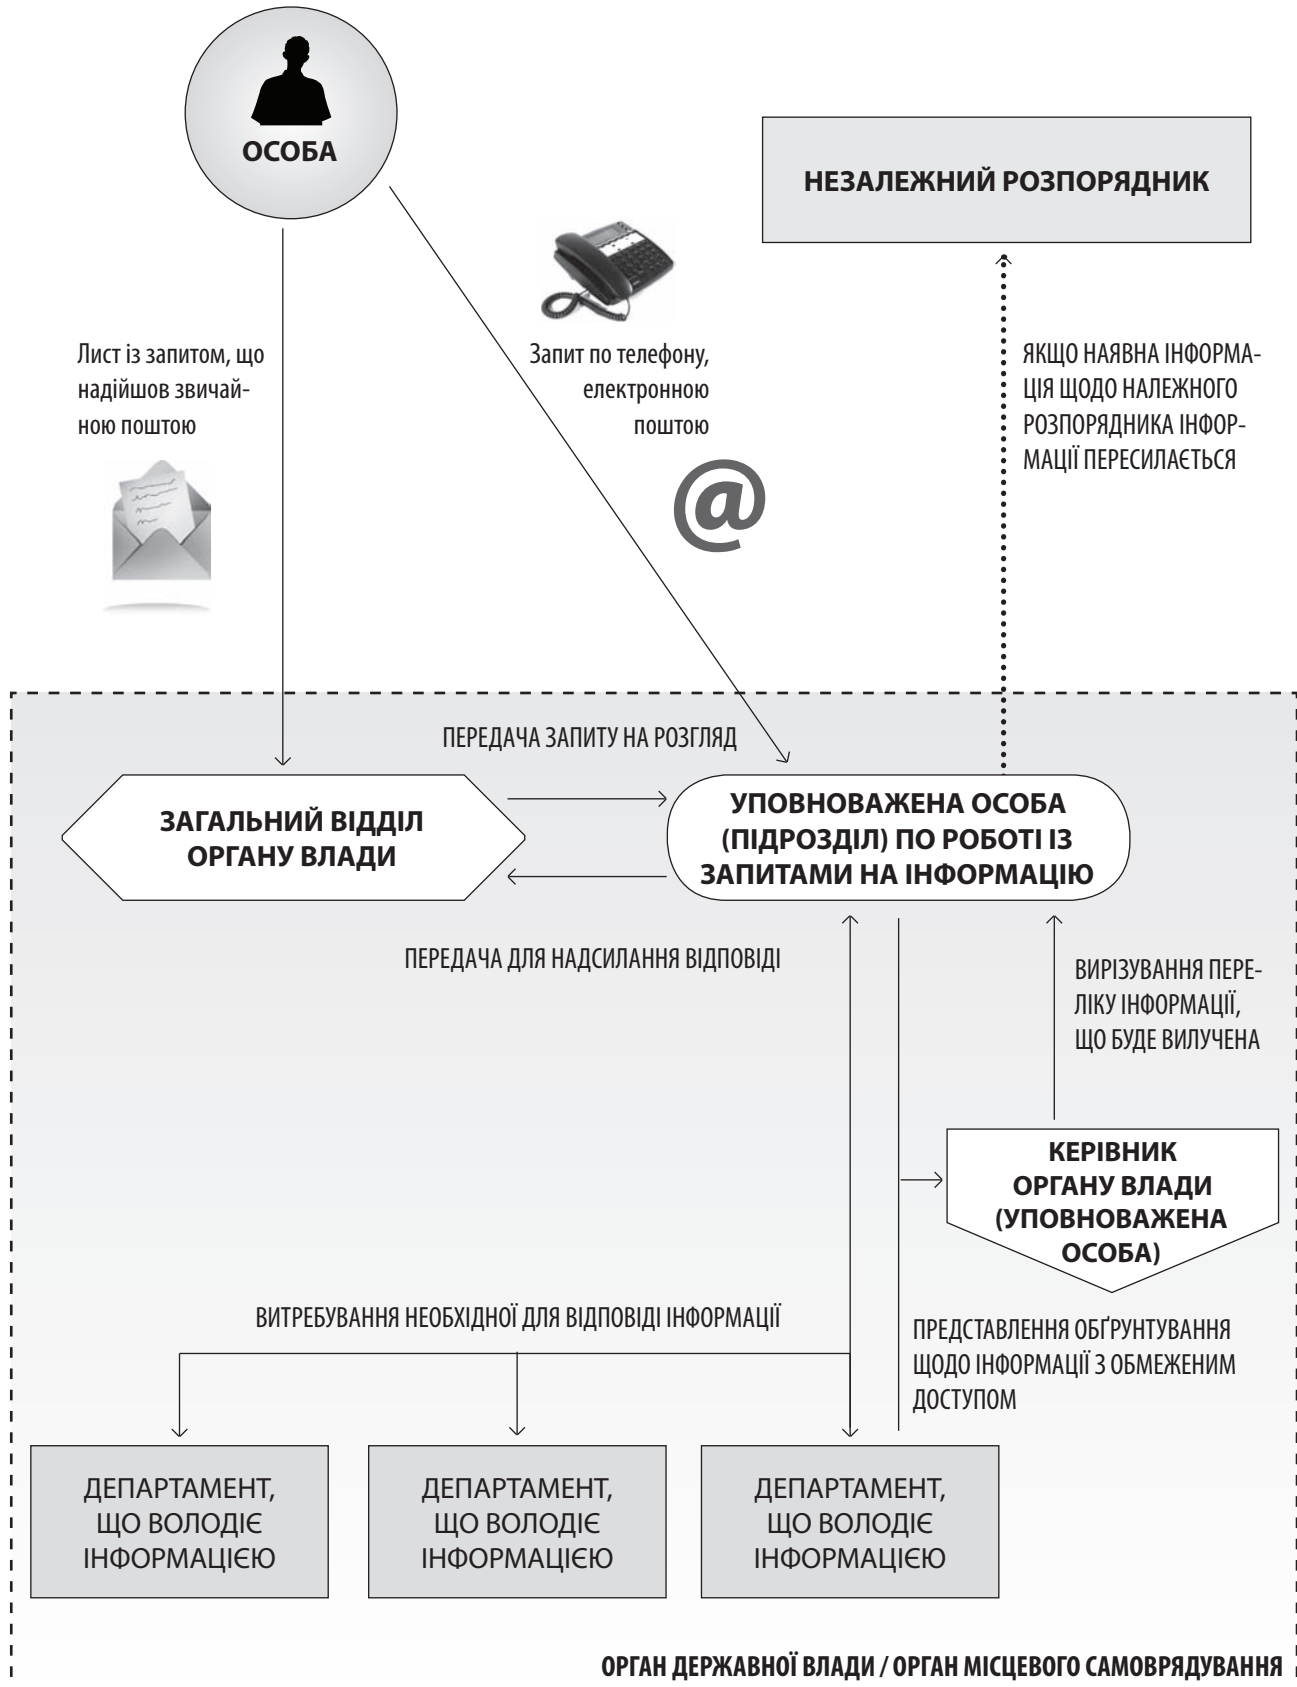 ОСОБА
НЕЗАЛЕЖНИЙ РОЗПОРЯДНИК
Лист із запитом, що
надійшов звичай-
ною поштою
Запит по телефону,
електронною
поштою
@
ЯКЩО НАЯВНА ІНФОРМА-
ЦІЯ ЩОДО НАЛЕЖНОГО
РОЗПОРЯДНИКА ІНФОР-
МАЦІЇ ПЕРЕСИЛАЄТЬСЯ
ПЕРЕДАЧА ЗАПИТУ НА РОЗГЛЯД
ЗАГАЛЬНИЙ ВІДДІЛ
ОРГАНУ ВЛАДИ
УПОВНОВАЖЕНА ОСОБА
(ПІДРОЗДІЛ) ПО РОБОТІ ІЗ
ЗАПИТАМИ НА ІНФОРМАЦІЮ
ПЕРЕДАЧА ДЛЯ НАДСИЛАННЯ ВІДПОВІДІ
ВИРІЗУВАННЯ ПЕРЕ-
ЛІКУ ІНФОРМАЦІЇ,
ЩО БУДЕ ВИЛУЧЕНА
КЕРІВНИК
ОРГАНУ ВЛАДИ
(УПОВНОВАЖЕНА
ОСОБА)
ВИТРЕБУВАННЯ НЕОБХІДНОЇ ДЛЯ ВІДПОВІДІ ІНФОРМАЦІЇ
ПРЕДСТАВЛЕННЯ ОБҐРУНТУВАННЯ
ЩОДО ІНФОРМАЦІЇ З ОБМЕЖЕНИМ
ДОСТУПОМ
ДЕПАРТАМЕНТ,
ЩО ВОЛОДІЄ
ІНФОРМАЦІЄЮ
ДЕПАРТАМЕНТ,
ЩО ВОЛОДІЄ
ІНФОРМАЦІЄЮ
ДЕПАРТАМЕНТ,
ЩО ВОЛОДІЄ
ІНФОРМАЦІЄЮ
ОРГАН ДЕРЖАВНОЇ ВЛАДИ / ОРГАН МІСЦЕВОГО САМОВРЯДУВАННЯ